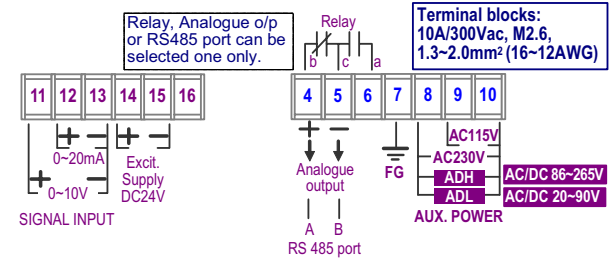 Relay, Analogue o/p
or RS485 port can be
selected one only.
Relay
b c a
Terminal blocks:
10A/300Vac, M2.6,
1.3~2.0mm² (16~12AWG)
11 12 13 14 15 16
4 5 6 7 8 9 10
+ − + −
0~20mA
+ −
0~10V
SIGNAL INPUT
Excit.
Supply
DC24V
+ −
Analogue
output
A B
RS 485 port
FG
AC115V
AC230V
ADH AC/DC 86~265V
ADL AC/DC 20~90V
AUX. POWER